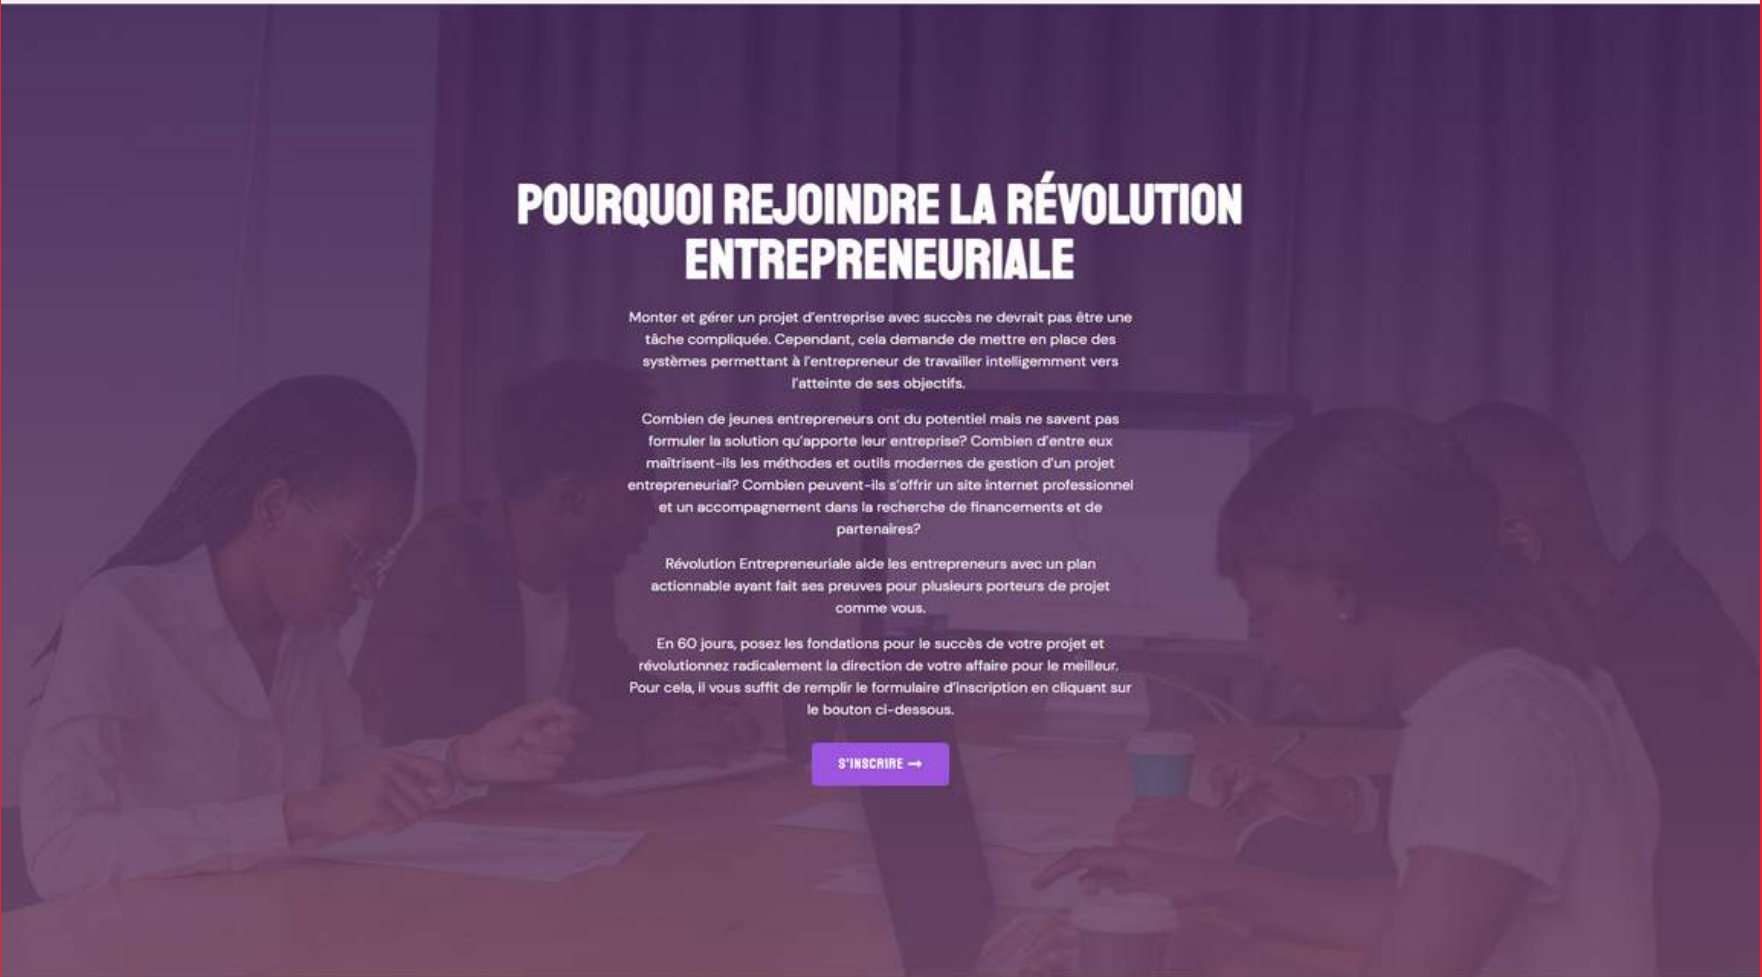 POURQUOI REJOINDRE LA RÉVOLUTION
ENTREPRENEURIALE
Monter et gérer un projet d'entreprise avec succès ne devrait pas être une
tâche compliquée. Cependant, cela demande de mettre en place des
systèmes permettant à l'entrepreneur de travailler intelligemment vers
l'atteinte de ses objectifs.
Combien de jeunes entrepreneurs ont du potentiel mais ne savent pas
formuler la solution qu'apporte leur entreprise? Combien d'entre eux
maîtrisent-ils les méthodes et outils modernes de gestion d'un projet
entrepreneurial? Combien peuvent-ils s'offrir un site internet professionnel
et un accompagnement dans la recherche de financements et de
partenaires?
Révolution Entrepreneuriale aide les entrepreneurs avec un plan
actionnable ayant fait ses preuves pour plusieurs porteurs de projet
comme vous.
En 60 jours, posez les fondations pour le succès de votre projet et
révolutionnez radicalement la direction de votre affaire pour le meilleur.
Pour cela, il vous suffit de remplir le formulaire d'inscription en cliquant sur
le bouton ci-dessous.
S'INSCRIRE →